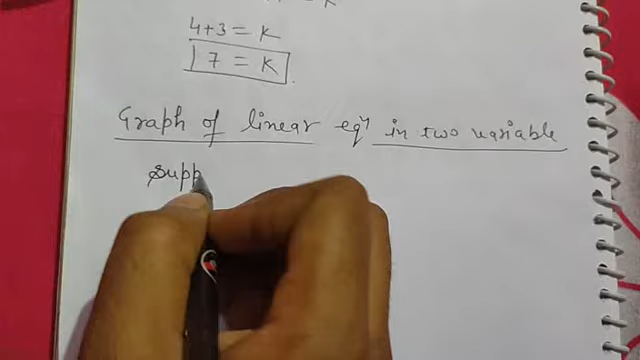 4+3 = K
7 = K
Graph of linear eqⁿ in two variable
Supp